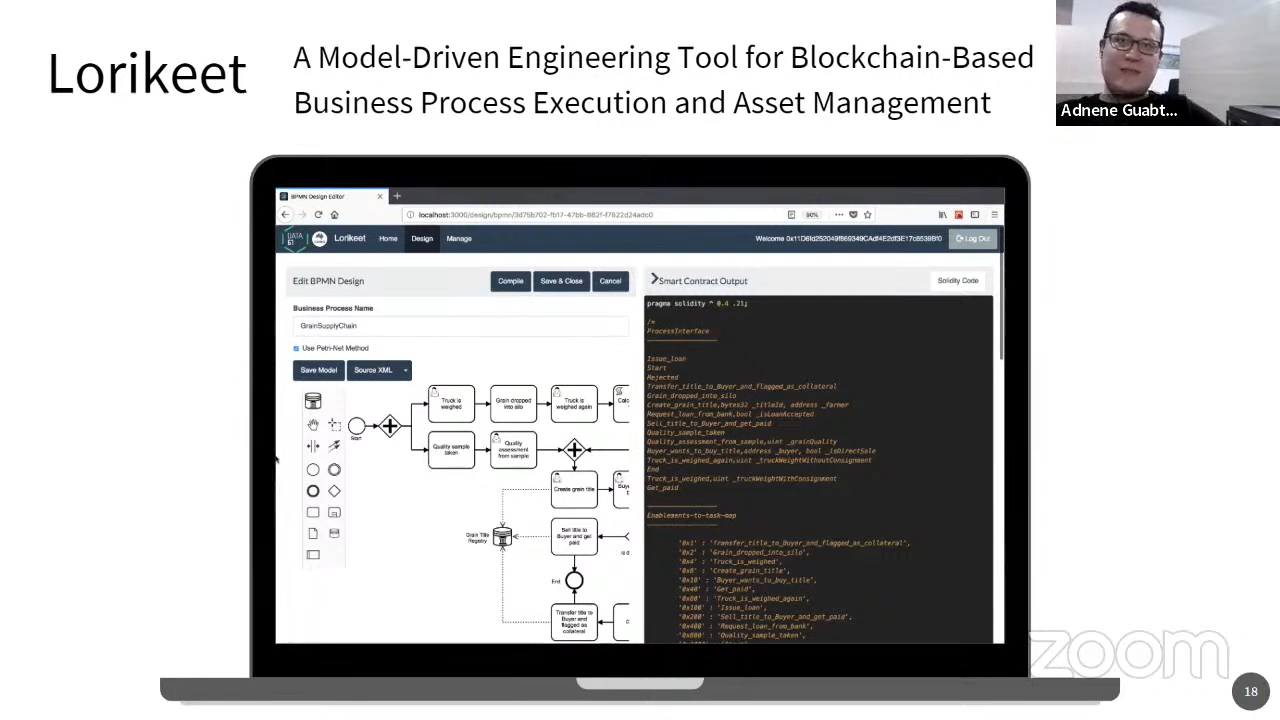 Lorikeet
A Model-Driven Engineering Tool for Blockchain-Based
Business Process Execution and Asset Management
Adnene Guabt...
BPMN Design Editor
localhost:3000/design/bpmn/
90%
DATA
61
Lorikeet
Home
Design
Manage
Log Out
Edit BPMN Design
Compile
Save & Close
Cancel
Business Process Name
GrainSupplyChain
Use Petri-Net Method
Save Model
Source XML
Start
Truck is
weighed
Grain dropped
into silo
Truck is
weighed again
Quality sample
taken
Quality
assessment
from sample
Create grain title
Grain Title
Registry
Sell title to
Buyer and get
paid
End
Transfer title to
Buyer and
flagged as
collateral
Smart Contract Output
Solidity Code
pragma solidity ^ 0.4 .21;
/*
ProcessInterface
Issue_loan
Start
Rejected
Transfer_title_to_Buyer_and_flagged_as_collateral
Grain_dropped_into_silo
Create_grain_title,bytes32 _titleId, address _farmer
Request_loan_from_bank,bool _isLoanAccepted
Sell_title_to_Buyer_and_get_paid
Quality_sample_taken
Quality_assessment_from_sample,uint _grainQuality
Buyer_wants_to_buy_title,address _buyer, bool _isDirectSale
Truck_is_weighed_again,uint _truckWeightWithoutConsignment
End
Truck_is_weighed,uint _truckWeightWithConsignment
Get_paid
Enablements-to-task-map
'0x1' : 'Transfer_title_to_Buyer_and_flagged_as_collateral',
'0x2' : 'Grain_dropped_into_silo',
'0x4' : 'Truck_is_weighed',
'0x8' : 'Create_grain_title',
'0x10' : 'Buyer_wants_to_buy_title',
'0x40' : 'Get_paid',
'0x80' : 'Truck_is_weighed_again',
'0x100' : 'Issue_loan',
'0x200' : 'Sell_title_to_Buyer_and_get_paid',
'0x400' : 'Request_loan_from_bank',
'0x800' : 'Quality_sample_taken',
zoom
18